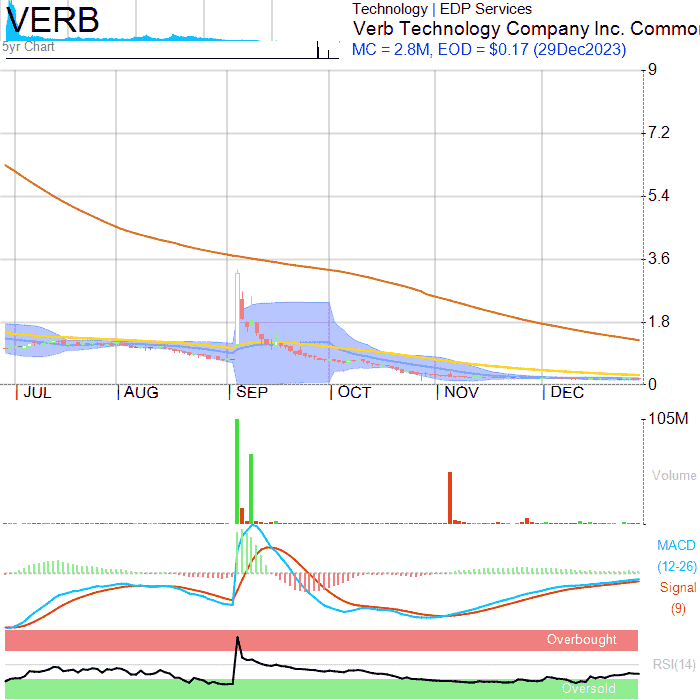 VERB
Technology | EDP Services
Verb Technology Company Inc. Commo
5yr Chart
MC = 2.8M, EOD = $0.17 (29Dec2023)
9
7.2
5.4
3.6
1.8
0
JUL AUG SEP OCT NOV DEC
105M
Volume
MACD
(12-26)
Signal
(9)
Overbought
RSI(14)
Oversold